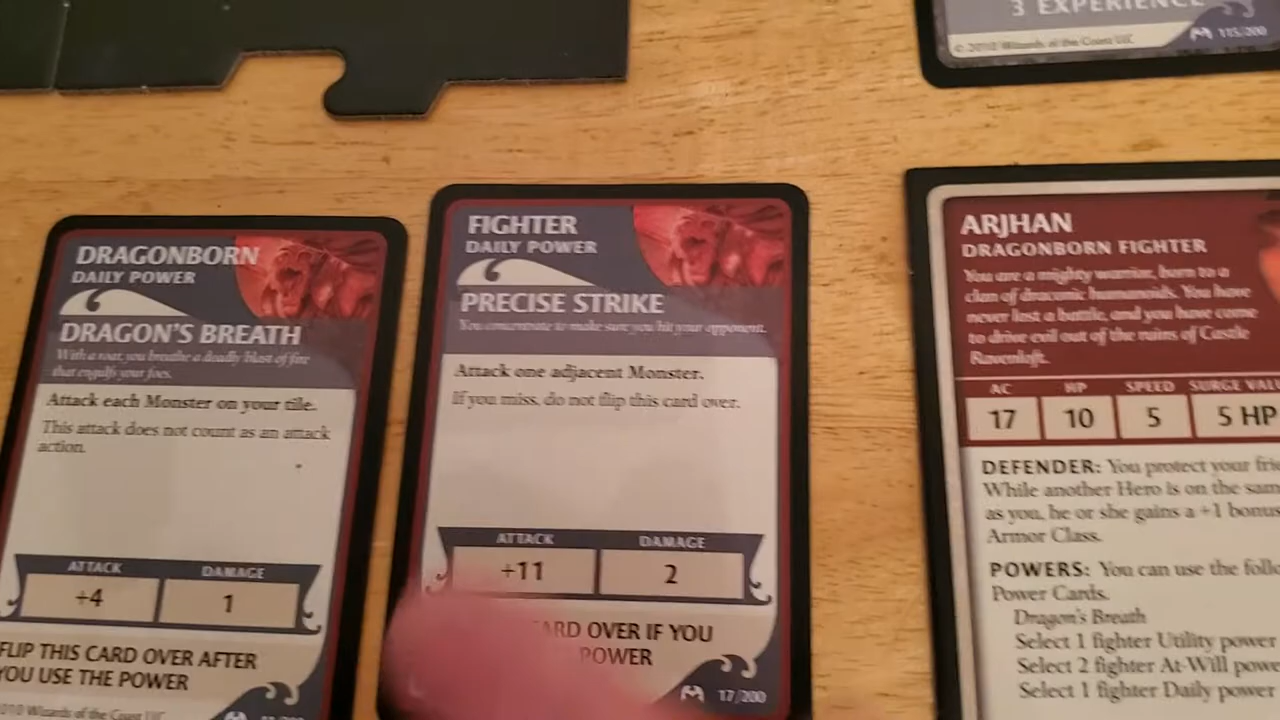 3 EXPERIENCE
© 2010 Wizards of the Coast LLC
115/200
DRAGONBORN
DAILY POWER
DRAGON'S BREATH
With a roar, you breathe a deadly blast of fire
that engulfs your foes.
Attack each Monster on your tile.
This attack does not count as an attack
action.
ATTACK
DAMAGE
+4
1
FLIP THIS CARD OVER AFTER
YOU USE THE POWER
2010 Wizards of the Coast LLC
FIGHTER
DAILY POWER
PRECISE STRIKE
You concentrate to make sure you hit your opponent.
Attack one adjacent Monster.
If you miss, do not flip this card over.
ATTACK
DAMAGE
+11
2
ARD OVER IF YOU
POWER
17/200
ARJHAN
DRAGONBORN FIGHTER
You are a mighty warrior, born to a
clan of draconic humanoids. You have
never lost a battle, and you have come
to drive evil out of the ruins of Castle
Ravenloft.
AC HP SPEED SURGE VALU
17 10 5 5 HP
DEFENDER: You protect your frie
While another Hero is on the sam
as you, he or she gains a +1 bonus
Armor Class.
POWERS: You can use the follo
Power Cards.
Dragon's Breath
Select 1 fighter Utility power
Select 2 fighter At-Will powe
Select 1 fighter Daily power